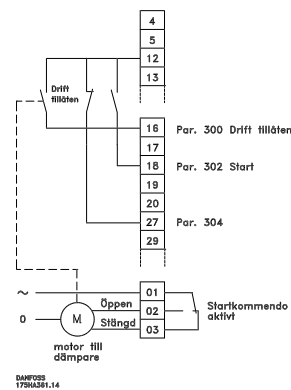 4
5
12
13
Drift
tillåten
16 Par. 300 Drift tillåten
17
18 Par. 302 Start
19
20
27 Par. 304
29
~ 01
Öppen 02 Startkommendo
aktivt
0 M Stängd 03
motor till
dämpare
DANFOSS
175HA381.14